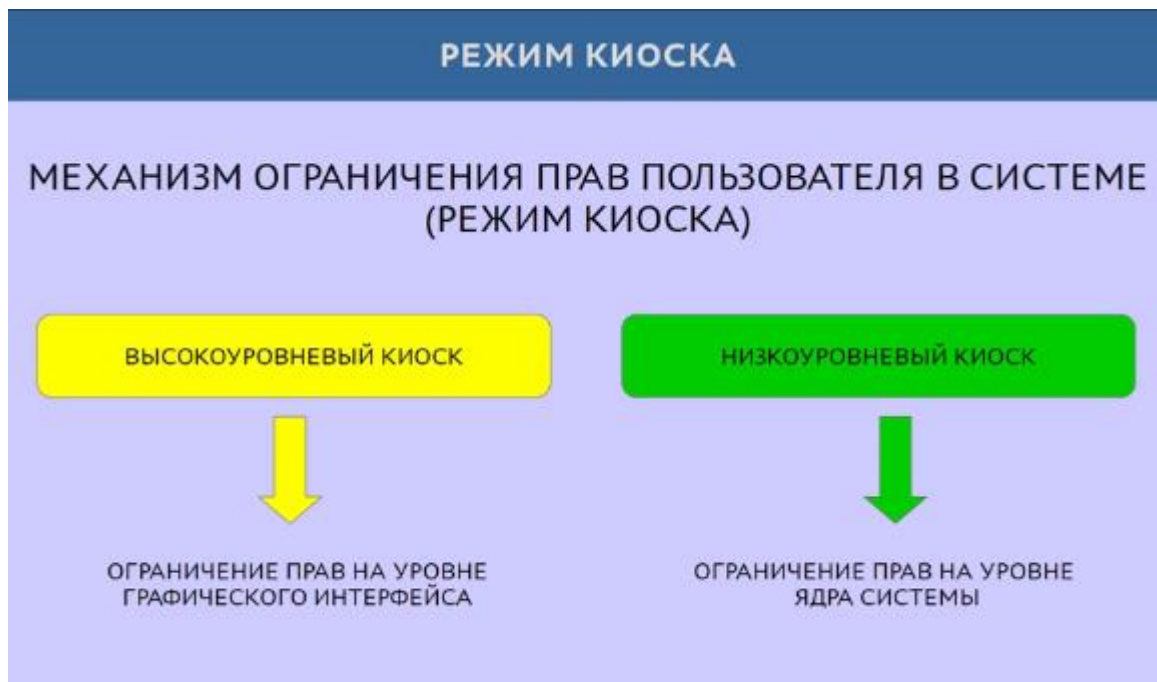 РЕЖИМ КИОСКА
МЕХАНИЗМ ОГРАНИЧЕНИЯ ПРАВ ПОЛЬЗОВАТЕЛЯ В СИСТЕМЕ
(РЕЖИМ КИОСКА)
ВЫСОКОУРОВНЕВЫЙ КИОСК
НИЗКОУРОВНЕВЫЙ КИОСК
ОГРАНИЧЕНИЕ ПРАВ НА УРОВНЕ
ГРАФИЧЕСКОГО ИНТЕРФЕЙСА
ОГРАНИЧЕНИЕ ПРАВ НА УРОВНЕ
ЯДРА СИСТЕМЫ